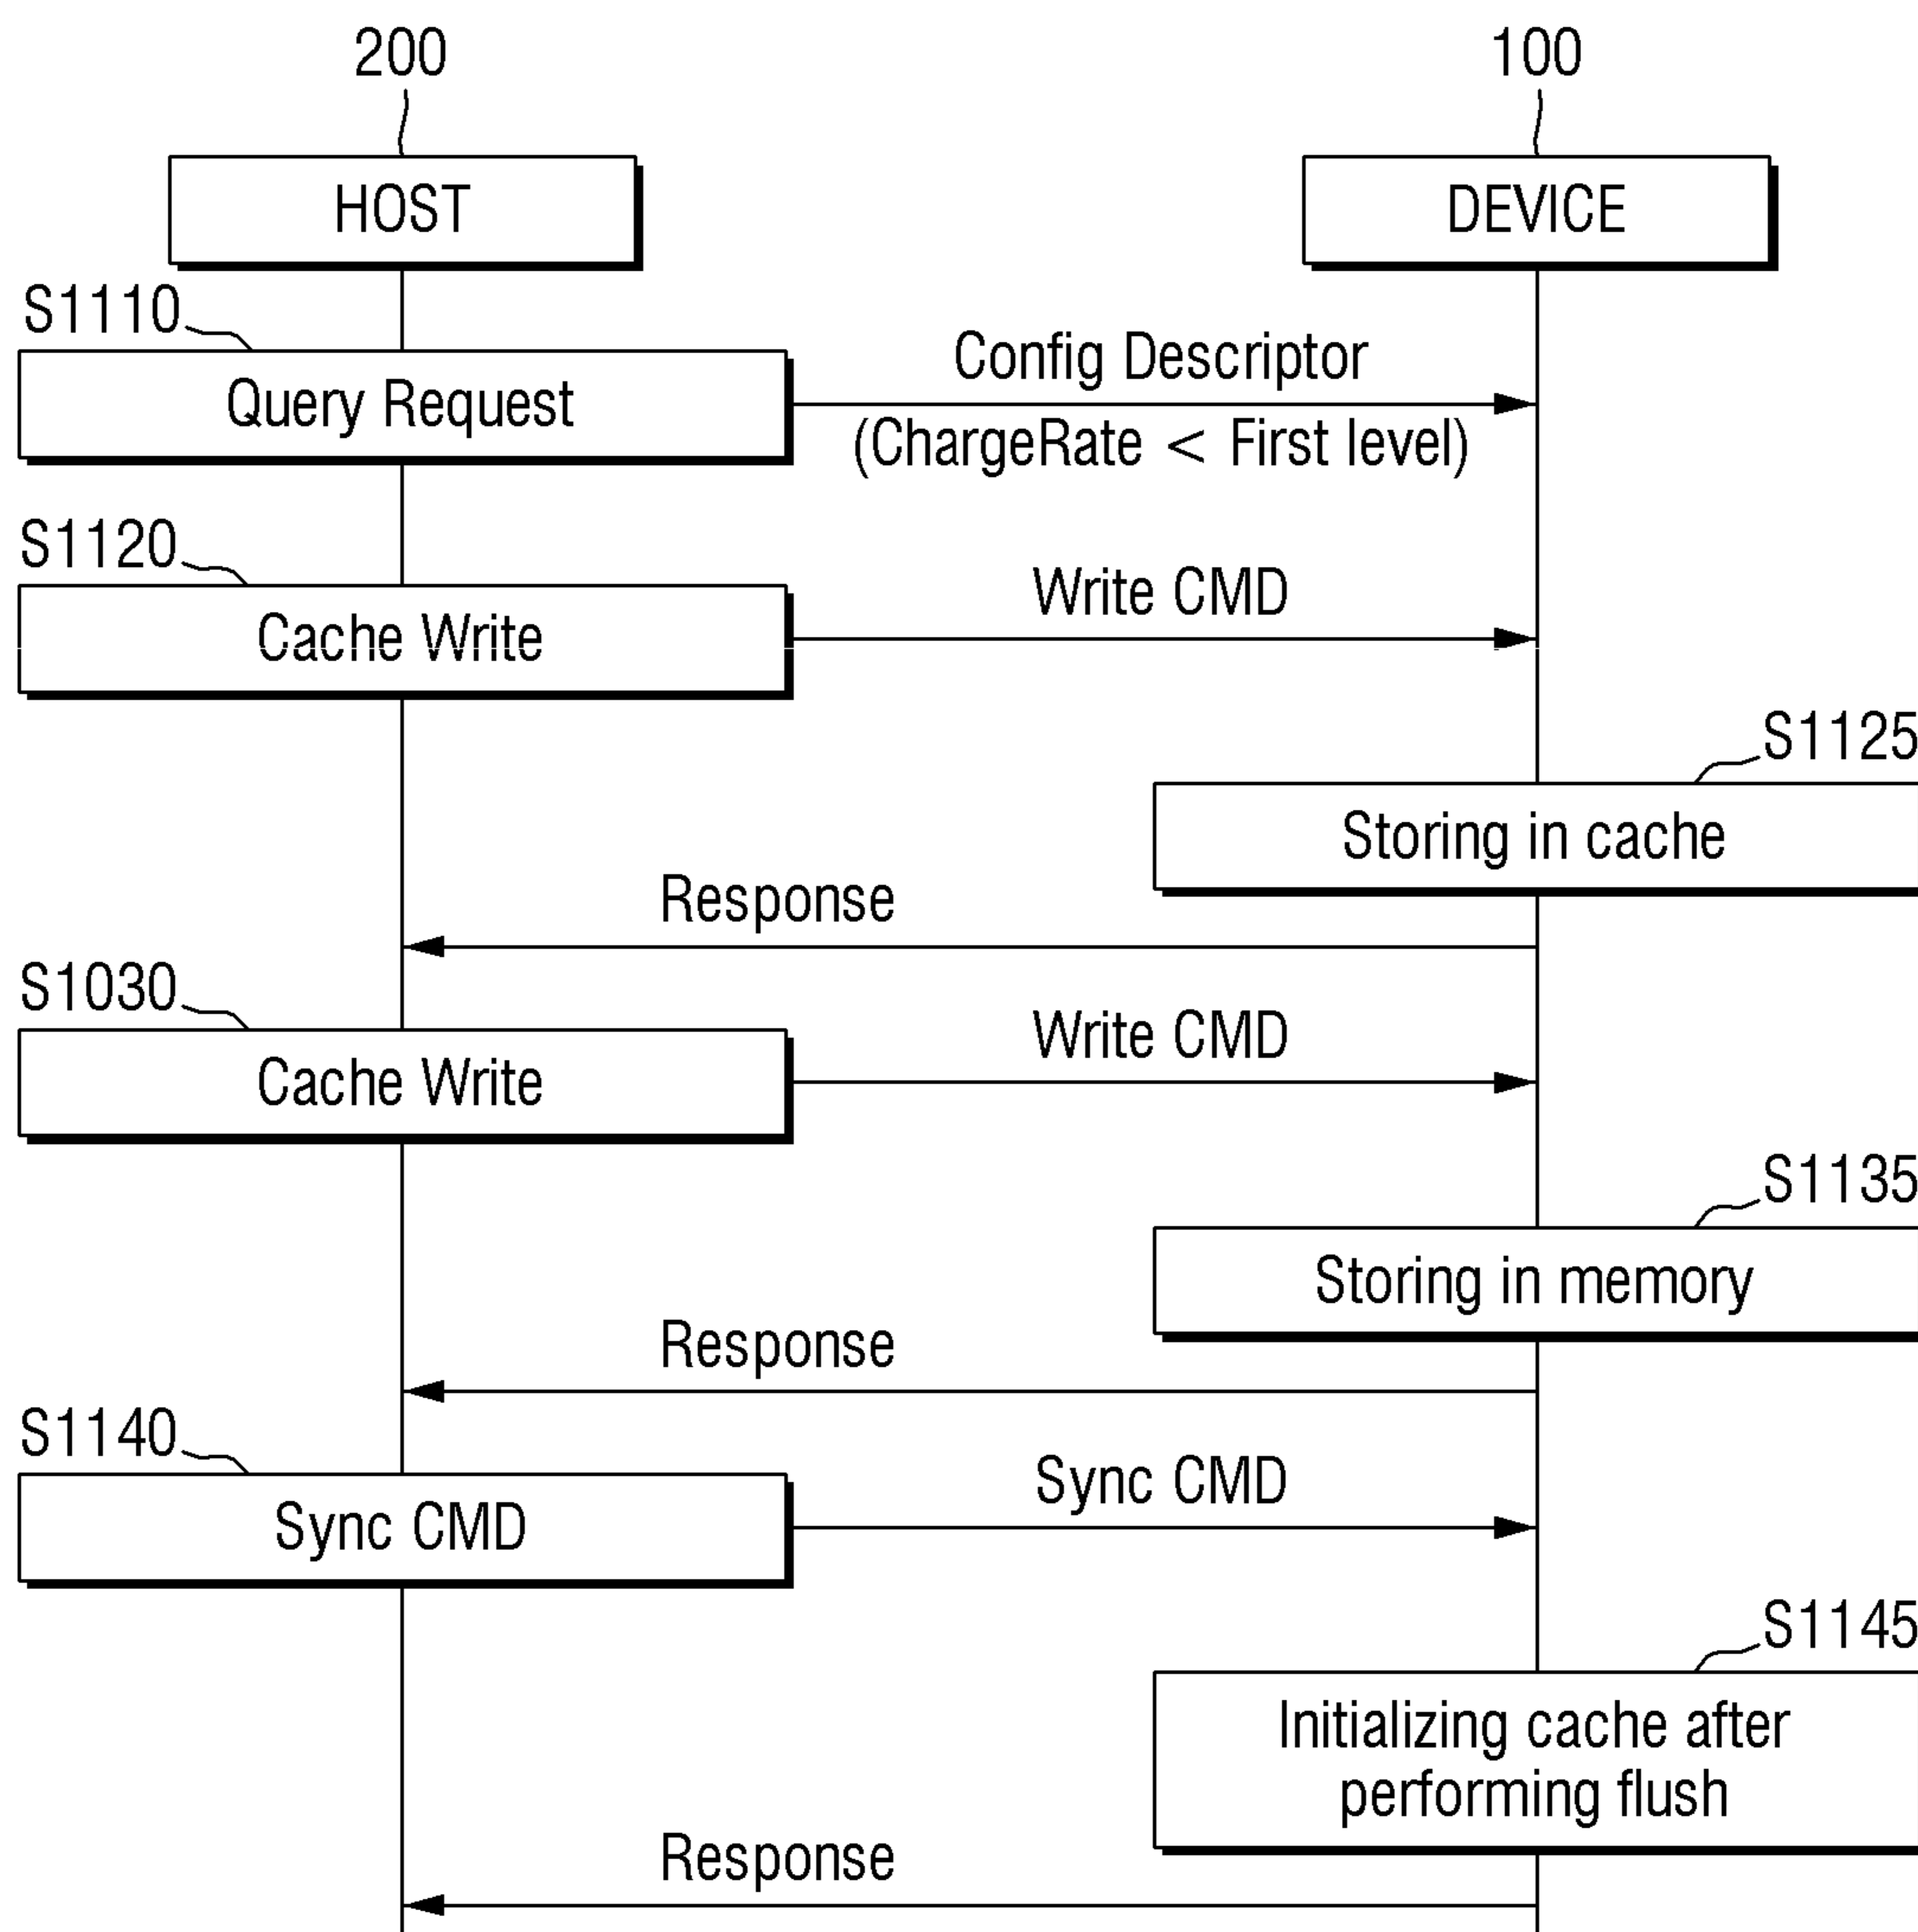 200
100
HOST
DEVICE
S1110
Query Request
Config Descriptor
(ChargeRate < First level)
S1120
Cache Write
Write CMD
S1125
Storing in cache
Response
S1030
Cache Write
Write CMD
S1135
Storing in memory
Response
S1140
Sync CMD
Sync CMD
S1145
Initializing cache after
performing flush
Response